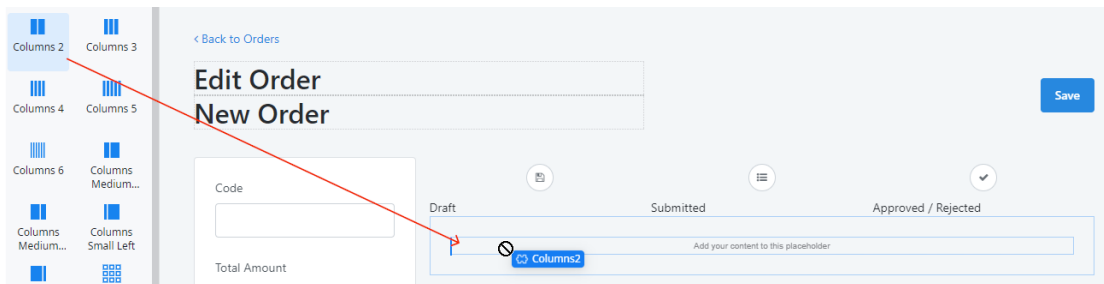 Columns 2
Columns 3
Columns 4
Columns 5
Columns 6
Columns
Medium...
Columns
Medium...
Columns
Small Left
< Back to Orders
Edit Order
New Order
Save
Code
Total Amount
Draft
Submitted
Approved / Rejected
Add your content to this placeholder
Columns2